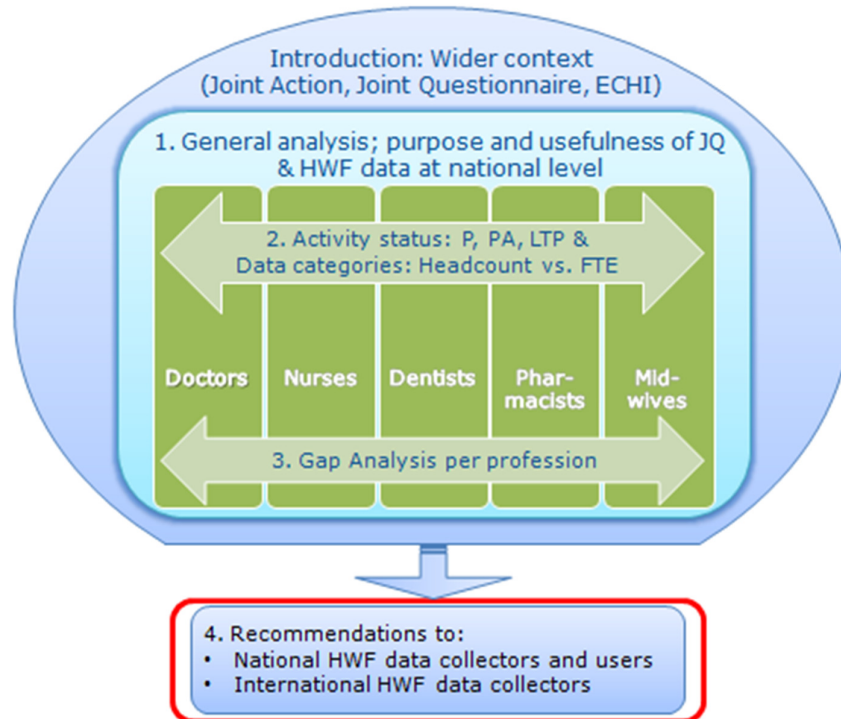 Introduction: Wider context
(Joint Action, Joint Questionnaire, ECHI)
1. General analysis; purpose and usefulness of JQ
& HWF data at national level
2. Activity status: P, PA, LTP &
Data categories: Headcount vs. FTE
Doctors
Nurses
Dentists
Phar-
macists
Mid-
wives
3. Gap Analysis per profession
4. Recommendations to:
• National HWF data collectors and users
• International HWF data collectors